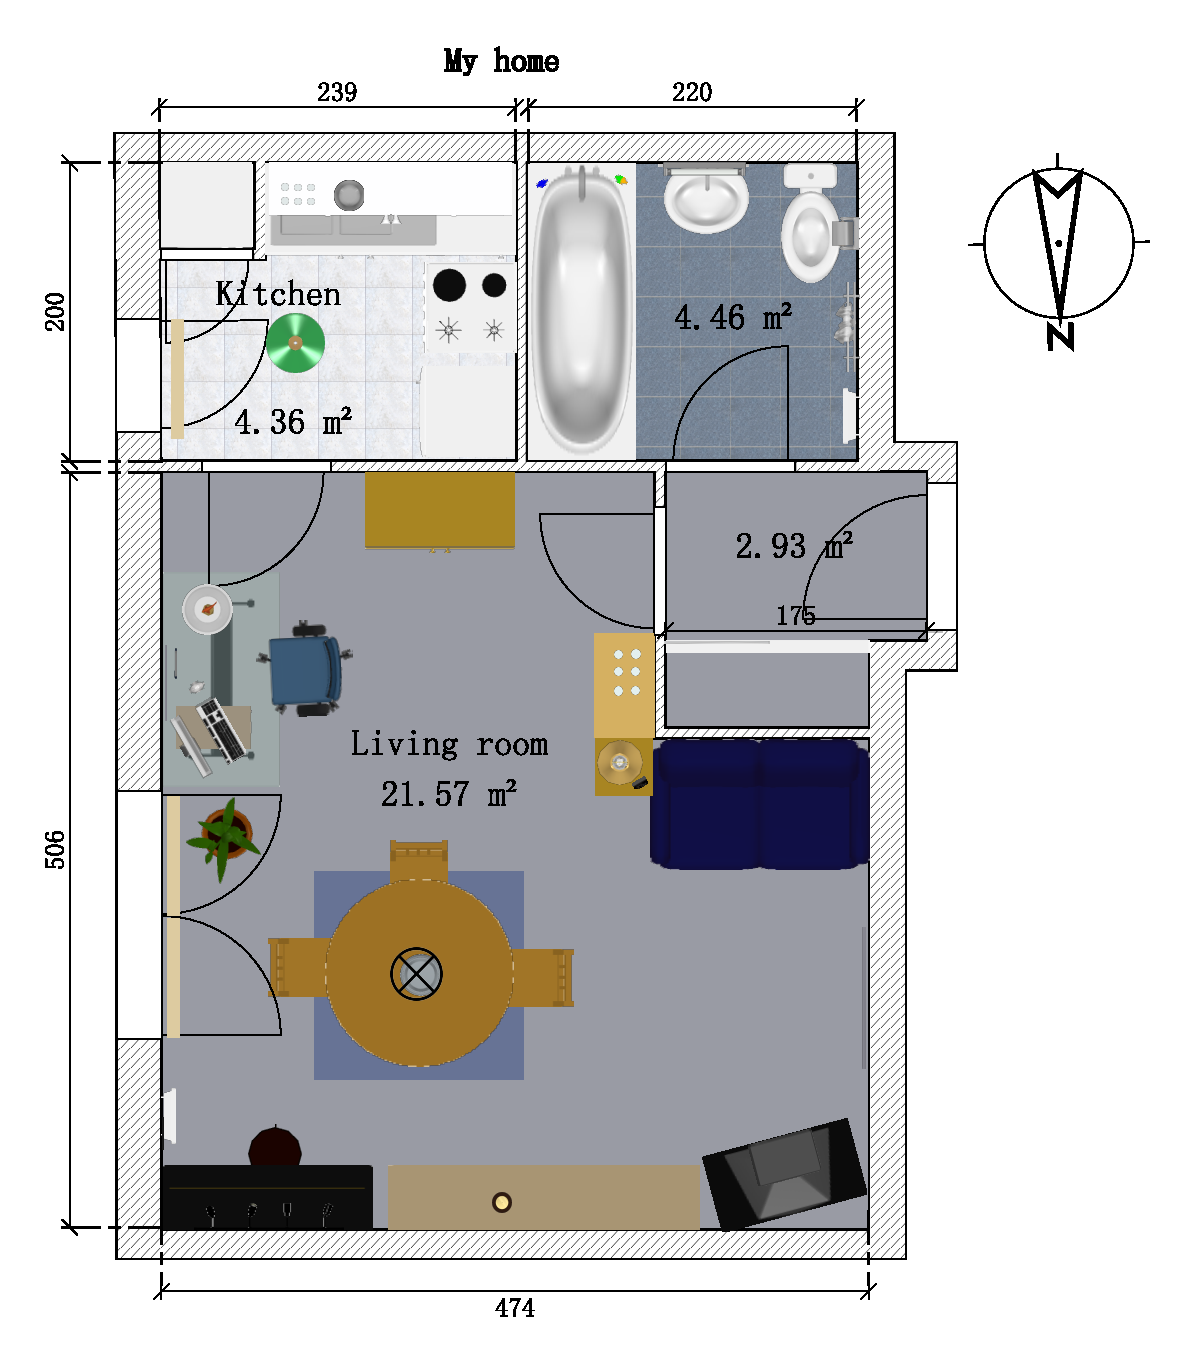 My home
239
220
200
Kitchen
4.36 m²
4.46 m²
N
2.93 m²
175
Living room
21.57 m²
506
474